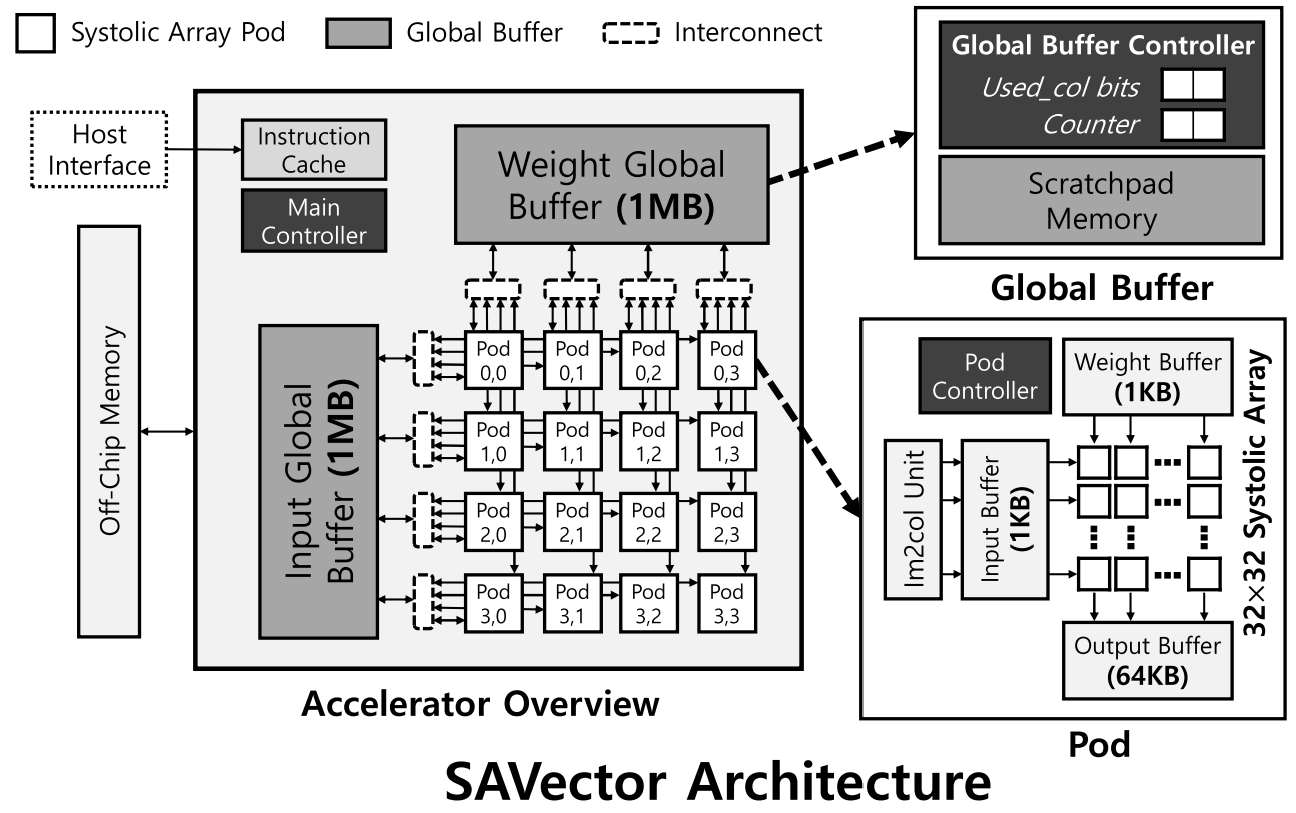 Systolic Array Pod
Global Buffer
Interconnect
Host
Interface
Instruction
Cache
Main
Controller
Weight Global
Buffer (1MB)
Off-Chip Memory
Input Global
Buffer (1MB)
Pod
0,0
Pod
0,1
Pod
0,2
Pod
0,3
Pod
1,0
Pod
1,1
Pod
1,2
Pod
1,3
Pod
2,0
Pod
2,1
Pod
2,2
Pod
2,3
Pod
3,0
Pod
3,1
Pod
3,2
Pod
3,3
Accelerator Overview
Global Buffer Controller
Used_col bits
Counter
Scratchpad
Memory
Global Buffer
Pod
Controller
Weight Buffer
(1KB)
Im2col Unit
Input Buffer
(1KB)
32×32 Systolic Array
Output Buffer
(64KB)
Pod
SAVector Architecture